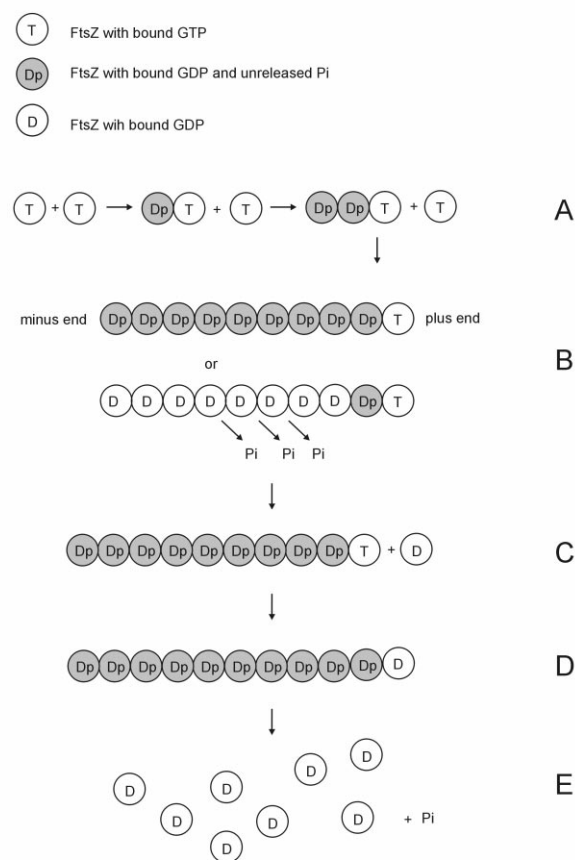 T FtsZ with bound GTP
Dp FtsZ with bound GDP and unreleased Pi
D FtsZ wih bound GDP
T + T Dp T + T Dp Dp T + T A
minus end Dp Dp Dp Dp Dp Dp Dp Dp Dp T plus end
B
or
D D D D D D D D Dp T
Pi Pi Pi
Dp Dp Dp Dp Dp Dp Dp Dp Dp T + D C
Dp Dp Dp Dp Dp Dp Dp Dp Dp Dp D D
D D D D D D D D + Pi E